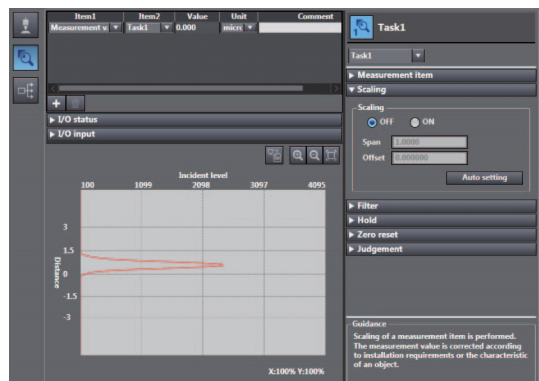 Item1 Item2 Value Unit Comment
Measurement v Task1 0.000 micr
I/O status
I/O input
Incident level
100 1099 2098 3097 4095
3
1.5
0
-1.5
-3
Distance
X:100% Y:100%
1 Task1
Task1
Measurement item
Scaling
Scaling
OFF ON
Span 1.0000
Offset 0.000000
Auto setting
Filter
Hold
Zero reset
Judgement
Guidance
Scaling of a measurement item is performed.
The measurement value is corrected according
to installation requirements or the characteristic
of an object.